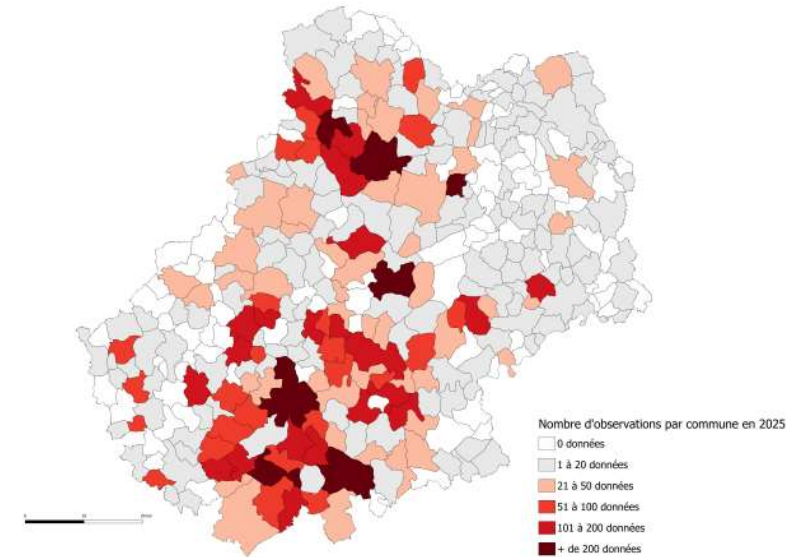 Nombre d'observations par commune en 2025
0 données
1 à 20 données
21 à 50 données
51 à 100 données
101 à 200 données
+ de 200 données
0